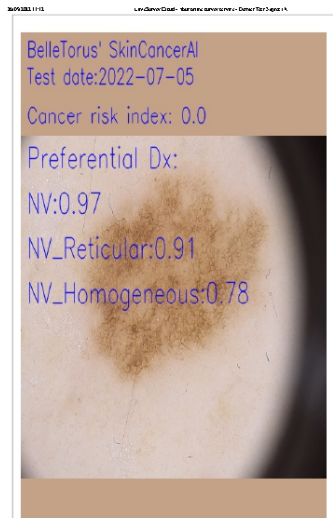 BelleTorus' SkinCancerAI
Test date:2022-07-05
Cancer risk index: 0.0
Preferential Dx:
NV:0.97
NV_Reticular:0.91
NV_Homogeneous:0.78